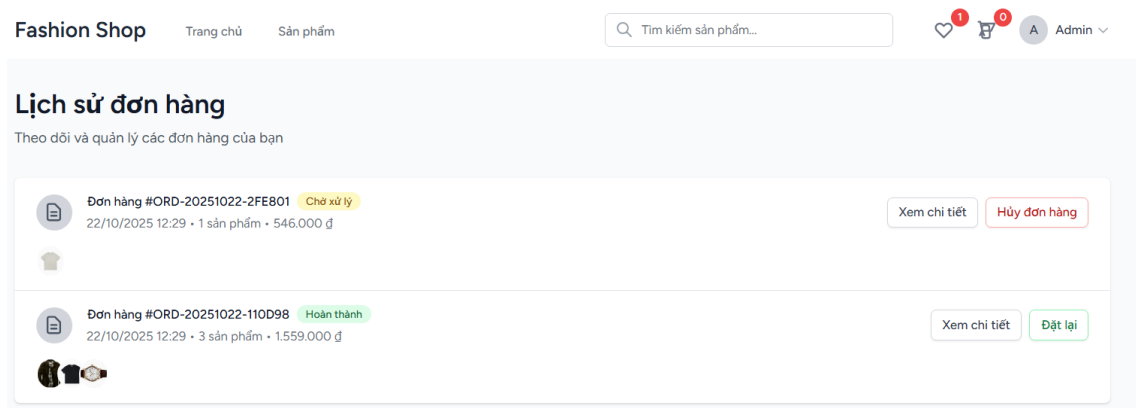 Fashion Shop Trang chủ Sản phẩm Tìm kiếm sản phẩm... 1 0 A Admin
Lịch sử đơn hàng
Theo dõi và quản lý các đơn hàng của bạn
Đơn hàng #ORD-20251022-2FE801 Chờ xử lý
22/10/2025 12:29 • 1 sản phẩm • 546.000 ₫
Xem chi tiết Hủy đơn hàng
Đơn hàng #ORD-20251022-110D98 Hoàn thành
22/10/2025 12:29 • 3 sản phẩm • 1.559.000 ₫
Xem chi tiết Đặt lại